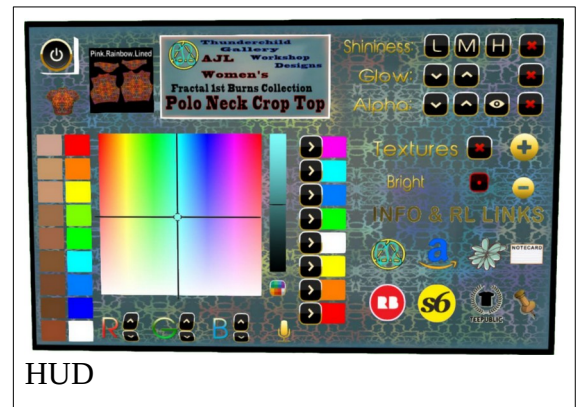 Pink.Rainbow.Lined
Thunderchild
Gallery
AJL Workshop
Designs
Women's
Fractal 1st Burns Collection
Polo Neck Crop Top
Shininess: L M H
Glow:
Alpha:
Textures
Bright
INFO & RL LINKS
a
NOTECARD
RB
s6
TEEPUBLIC
R G B
HUD